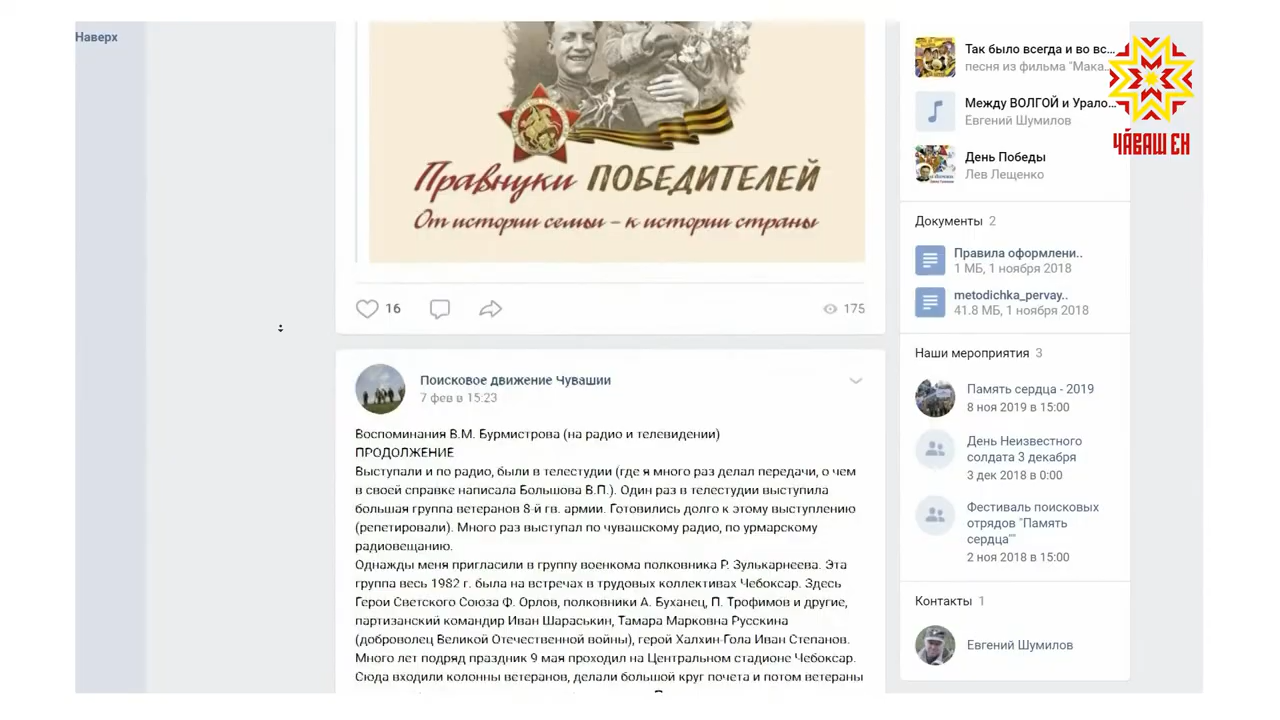 Наверх
Правнуки ПОБЕДИТЕЛЕЙ
От истории семьи – к истории страны
16
175
Поисковое движение Чувашии
7 фев в 15:23
Воспоминания В.М. Бурмистрова (на радио и телевидении)
ПРОДОЛЖЕНИЕ
Выступали и по радио, были в телестудии (где я много раз делал передачи, о чем
в своей справке написала Большова В.П.). Один раз в телестудии выступила
большая группа ветеранов 8-й гв. армии. Готовились долго к этому выступлению
(репетировали). Много раз выступал по чувашскому радио, по урмарскому
радиовещанию.
Однажды меня пригласили в группу военкома полковника Р. Зулькарнеева. Эта
группа весь 1982 г. была на встречах в трудовых коллективах Чебоксар. Здесь
Герои Светского Союза Ф. Орлов, полковники А. Буханец, П. Трофимов и другие,
партизанский командир Иван Шараськин, Тамара Марковна Русскина
(доброволец Великой Отечественной войны), герой Халхин-Гола Иван Степанов.
Много лет подряд праздник 9 мая проходил на Центральном стадионе Чебоксар.
Сюда входили колонны ветеранов, делали большой круг почета и потом ветераны
Так было всегда и во вс...
песня из фильма "Мака...
Между ВОЛГОЙ и Урало...
Евгений Шумилов
День Победы
Лев Лещенко
Документы 2
Правила оформлени..
1 МБ, 1 ноября 2018
metodichka_pervay..
41.8 МБ, 1 ноября 2018
Наши мероприятия 3
Память сердца - 2019
8 ноя 2019 в 15:00
День Неизвестного
солдата 3 декабря
3 дек 2018 в 0:00
Фестиваль поисковых
отрядов "Память
сердца""
2 ноя 2018 в 15:00
Контакты 1
Евгений Шумилов
ЧӐВАШ ЕН